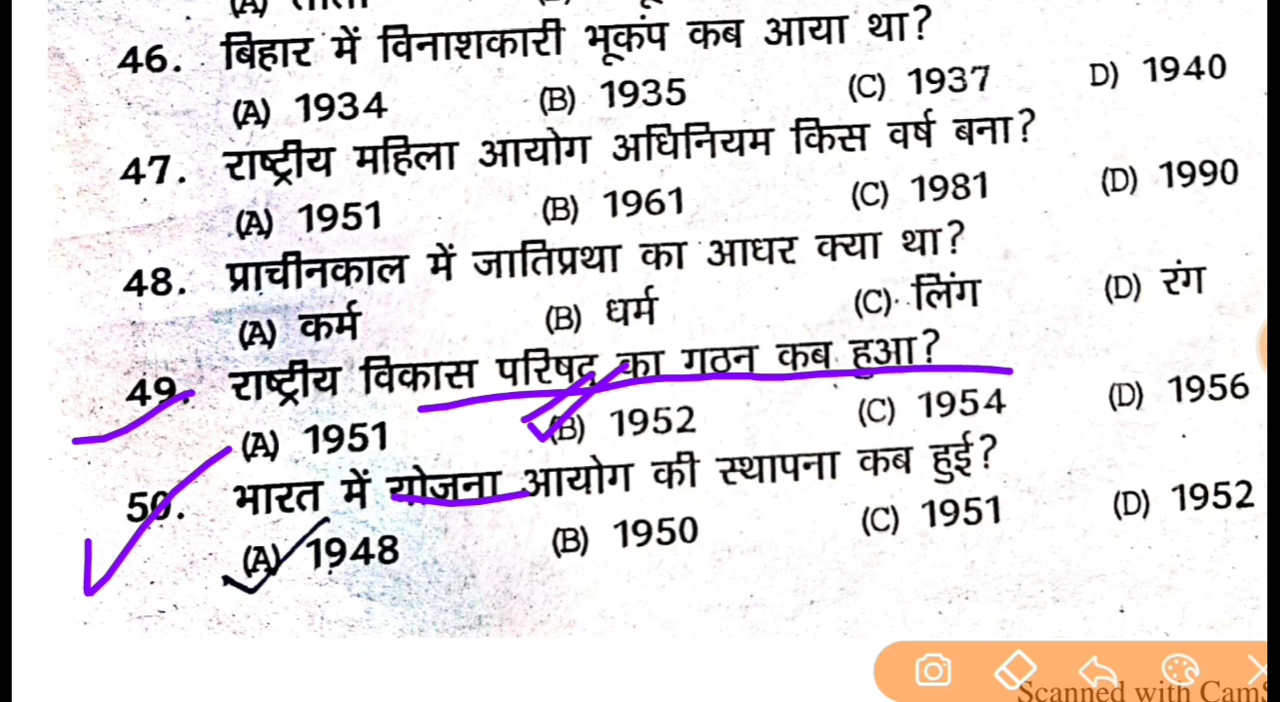 46. बिहार में विनाशकारी भूकंप कब आया था?
(A) 1934 (B) 1935 (C) 1937 D) 1940
47. राष्ट्रीय महिला आयोग अधिनियम किस वर्ष बना?
(A) 1951 (B) 1961 (C) 1981 (D) 1990
48. प्राचीनकाल में जातिप्रथा का आधर क्या था?
(A) कर्म (B) धर्म (C) लिंग (D) रंग
49. राष्ट्रीय विकास परिषद का गठन कब हुआ?
(A) 1951 (B) 1952 (C) 1954 (D) 1956
50. भारत में योजना आयोग की स्थापना कब हुई?
(A) 1948 (B) 1950 (C) 1951 (D) 1952
Scanned with Cam